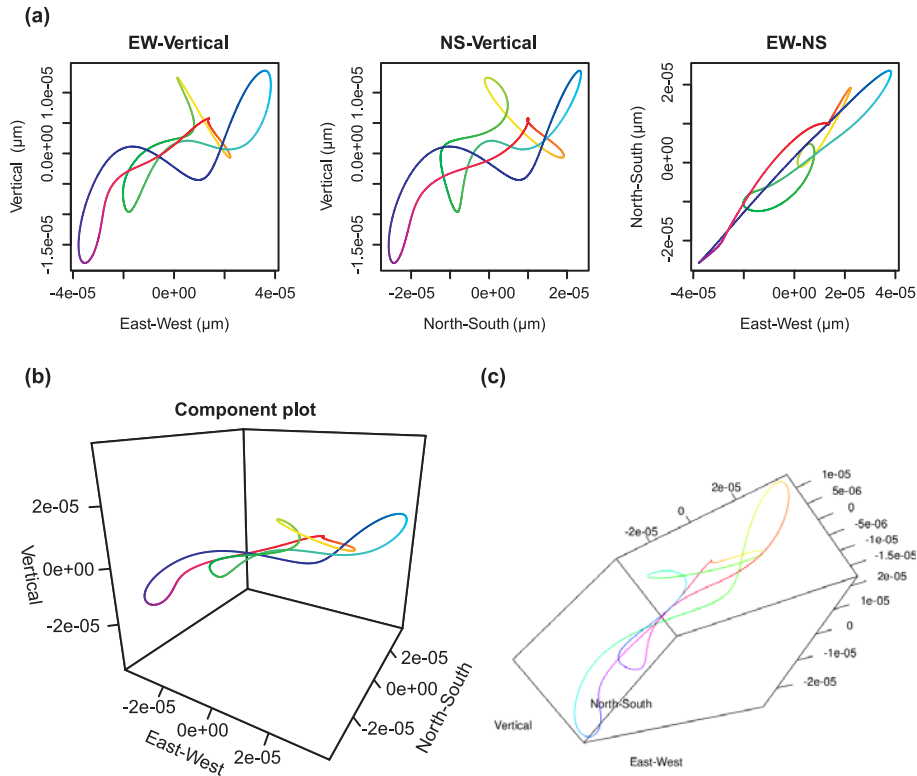 (a)
EW-Vertical
NS-Vertical
EW-NS
Vertical (µm)
-1.5e-05 0.0e+00 1.0e-05
-4e-05 0e+00 4e-05
East-West (µm)
Vertical (µm)
-1.5e-05 0.0e+00 1.0e-05
-2e-05 0e+00 2e-05
North-South (µm)
North-South (µm)
-2e-05 0e+00 2e-05
-4e-05 0e+00 2e-05 4e-05
East-West (µm)
(b)
Component plot
Vertical
2e-05
0e+00
-2e-05
-2e-05
0e+00
2e-05
East-West
2e-05
0e+00
-2e-05
North-South
(c)
-2e-05
0
2e-05
1e-05
5e-06
0
-5e-06
-1e-05
-1.5e-05
2e-05
1e-05
0
-1e-05
-2e-05
North-South
Vertical
East-West